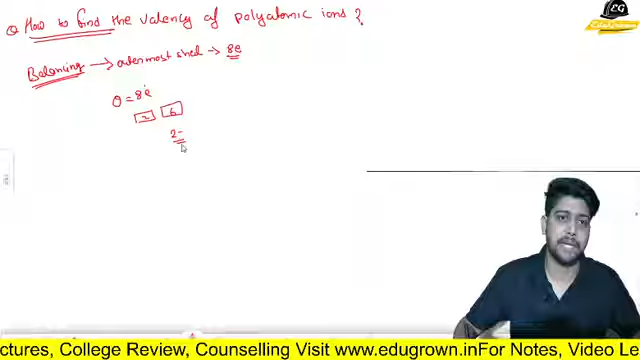 Q How to find the valency of polyatomic ions ?
EG
Balancing → outermost shell → 8e
O = 8e
2 6
2-
ctures, College Review, Counselling Visit www.edugrown.inFor Notes, Video Le